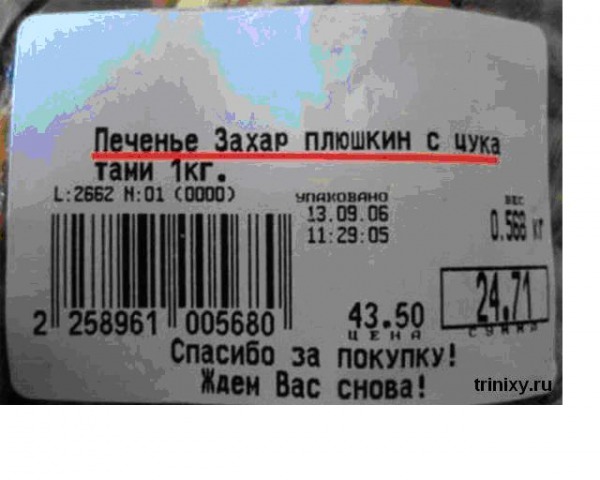 Печенье Захар плюшкин с цука
тами 1кг.
L:2662 N:01 (0000)
УПАКОВАНО
13.09.06
11:29:05
ВЕС
0.568 кг
2 258961 005680
43.50
ЦЕНА
24.71
СУММА
Спасибо за покупку!
Ждем Вас снова!
trinixy.ru